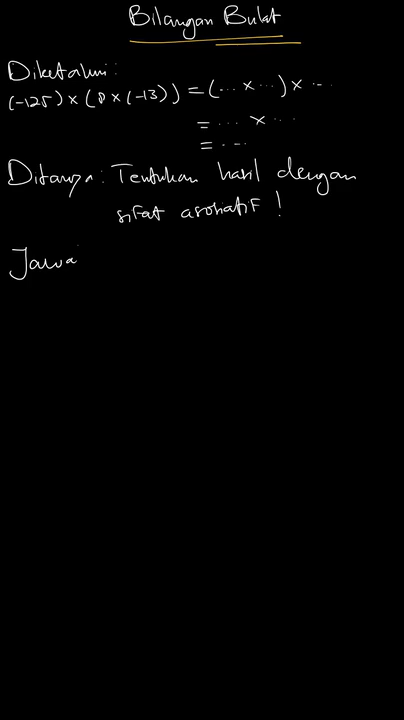 Bilangan Bulat
Diketahui:
(-125) × (8 × (-13)) = (... × ...) × ...
= ... × ...
= ...
Ditanya: Tentukan hasil dengan
sifat asosiatif!
Jawa